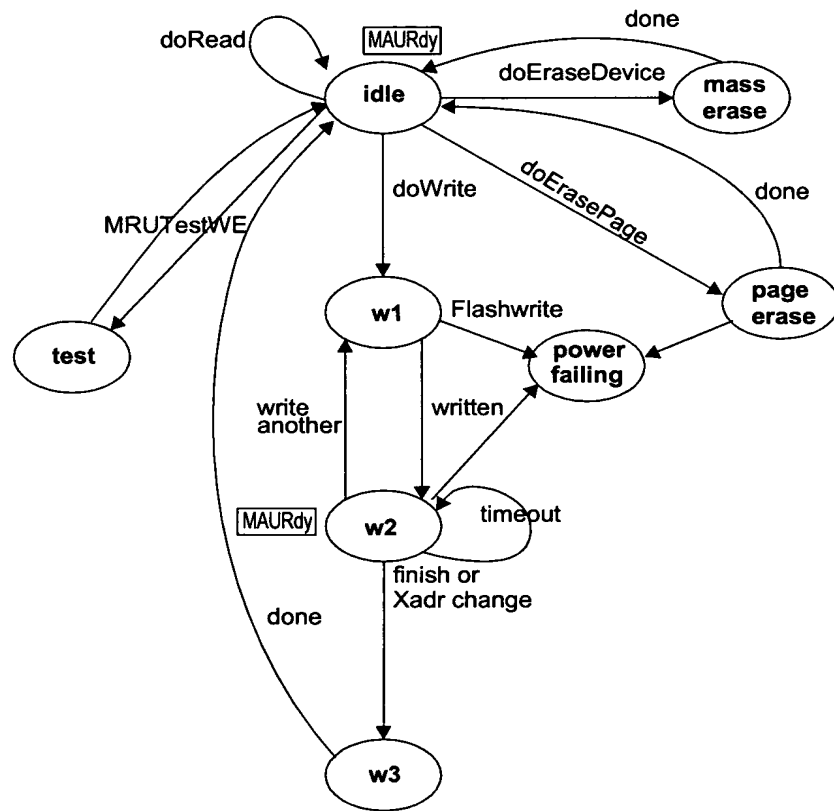 done
doRead
MAURdy
doEraseDevice
idle
mass
erase
doErasePage
doWrite
done
MRUTestWE
w1
Flashwrite
page
erase
test
power
failing
write
another
written
MAURdy
w2
timeout
finish or
Xadr change
done
w3